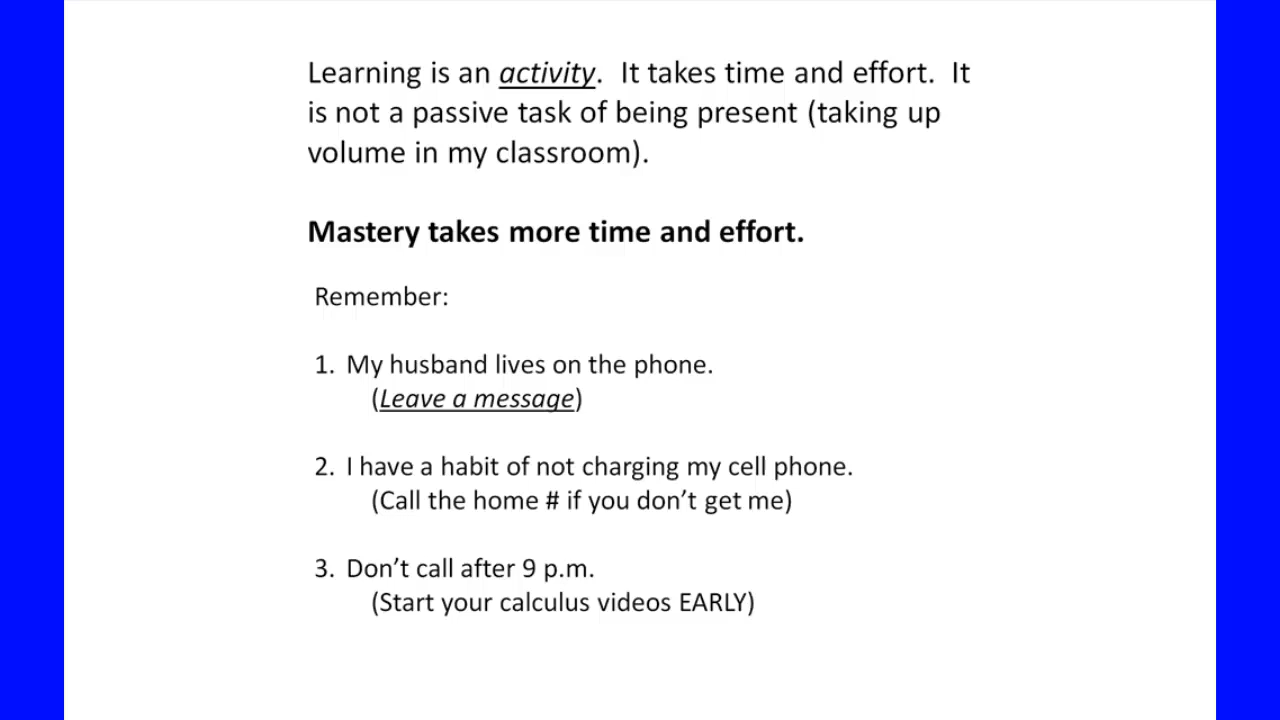 Learning is an activity.  It takes time and effort.  It
is not a passive task of being present (taking up
volume in my classroom).
Mastery takes more time and effort.
Remember:
1. My husband lives on the phone.
(Leave a message)
2. I have a habit of not charging my cell phone.
(Call the home # if you don’t get me)
3. Don’t call after 9 p.m.
(Start your calculus videos EARLY)